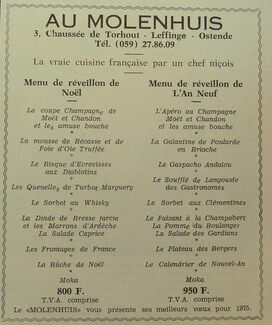 AU MOLENHUIS
3, Chaussée de Torhout - Leffinge - Ostende
Tél. (059) 27.86.09
La vraie cuisine française par un chef niçois
Menu de réveillon de
Noël
La coupe Champagne de
Moët et Chandon
et les amuse bouche
*
La mousse de Bécasse et de
Foie d'Oie Truffée
*
Le Bisque d'Ecrevisses
aux Diablotins
*
Les Quenelles de Turbot Marguery
*
Le Sorbet au Whisky
*
La Dinde de Bresse farcie
et les Marrons d'Ardèche
La Salade Caprice
*
Les Fromages de France
*
La Bûche de Noël
*
Moka
800 F.
T.V.A. comprise
Menu de réveillon de
L'An Neuf
L'Apéro au Champagne
Moët et Chandon
et les amuse bouche
*
La Galantine de Poularde
en Brioche
*
Le Gaspacho Andalou
*
Le Soufflé de Langouste
des Gastronomes
*
Le Sorbet aux Clémentines
*
Le Faisant à la Champobert
La Pomme du Boulanger
La Salade des Gardians
*
Le Plateau des Bergers
*
Le Calendrier de Nouvel-An
*
Moka
950 F.
T.V.A. comprise
Le «MOLENHUIS» vous présente ses meilleurs vœux pour 1975.